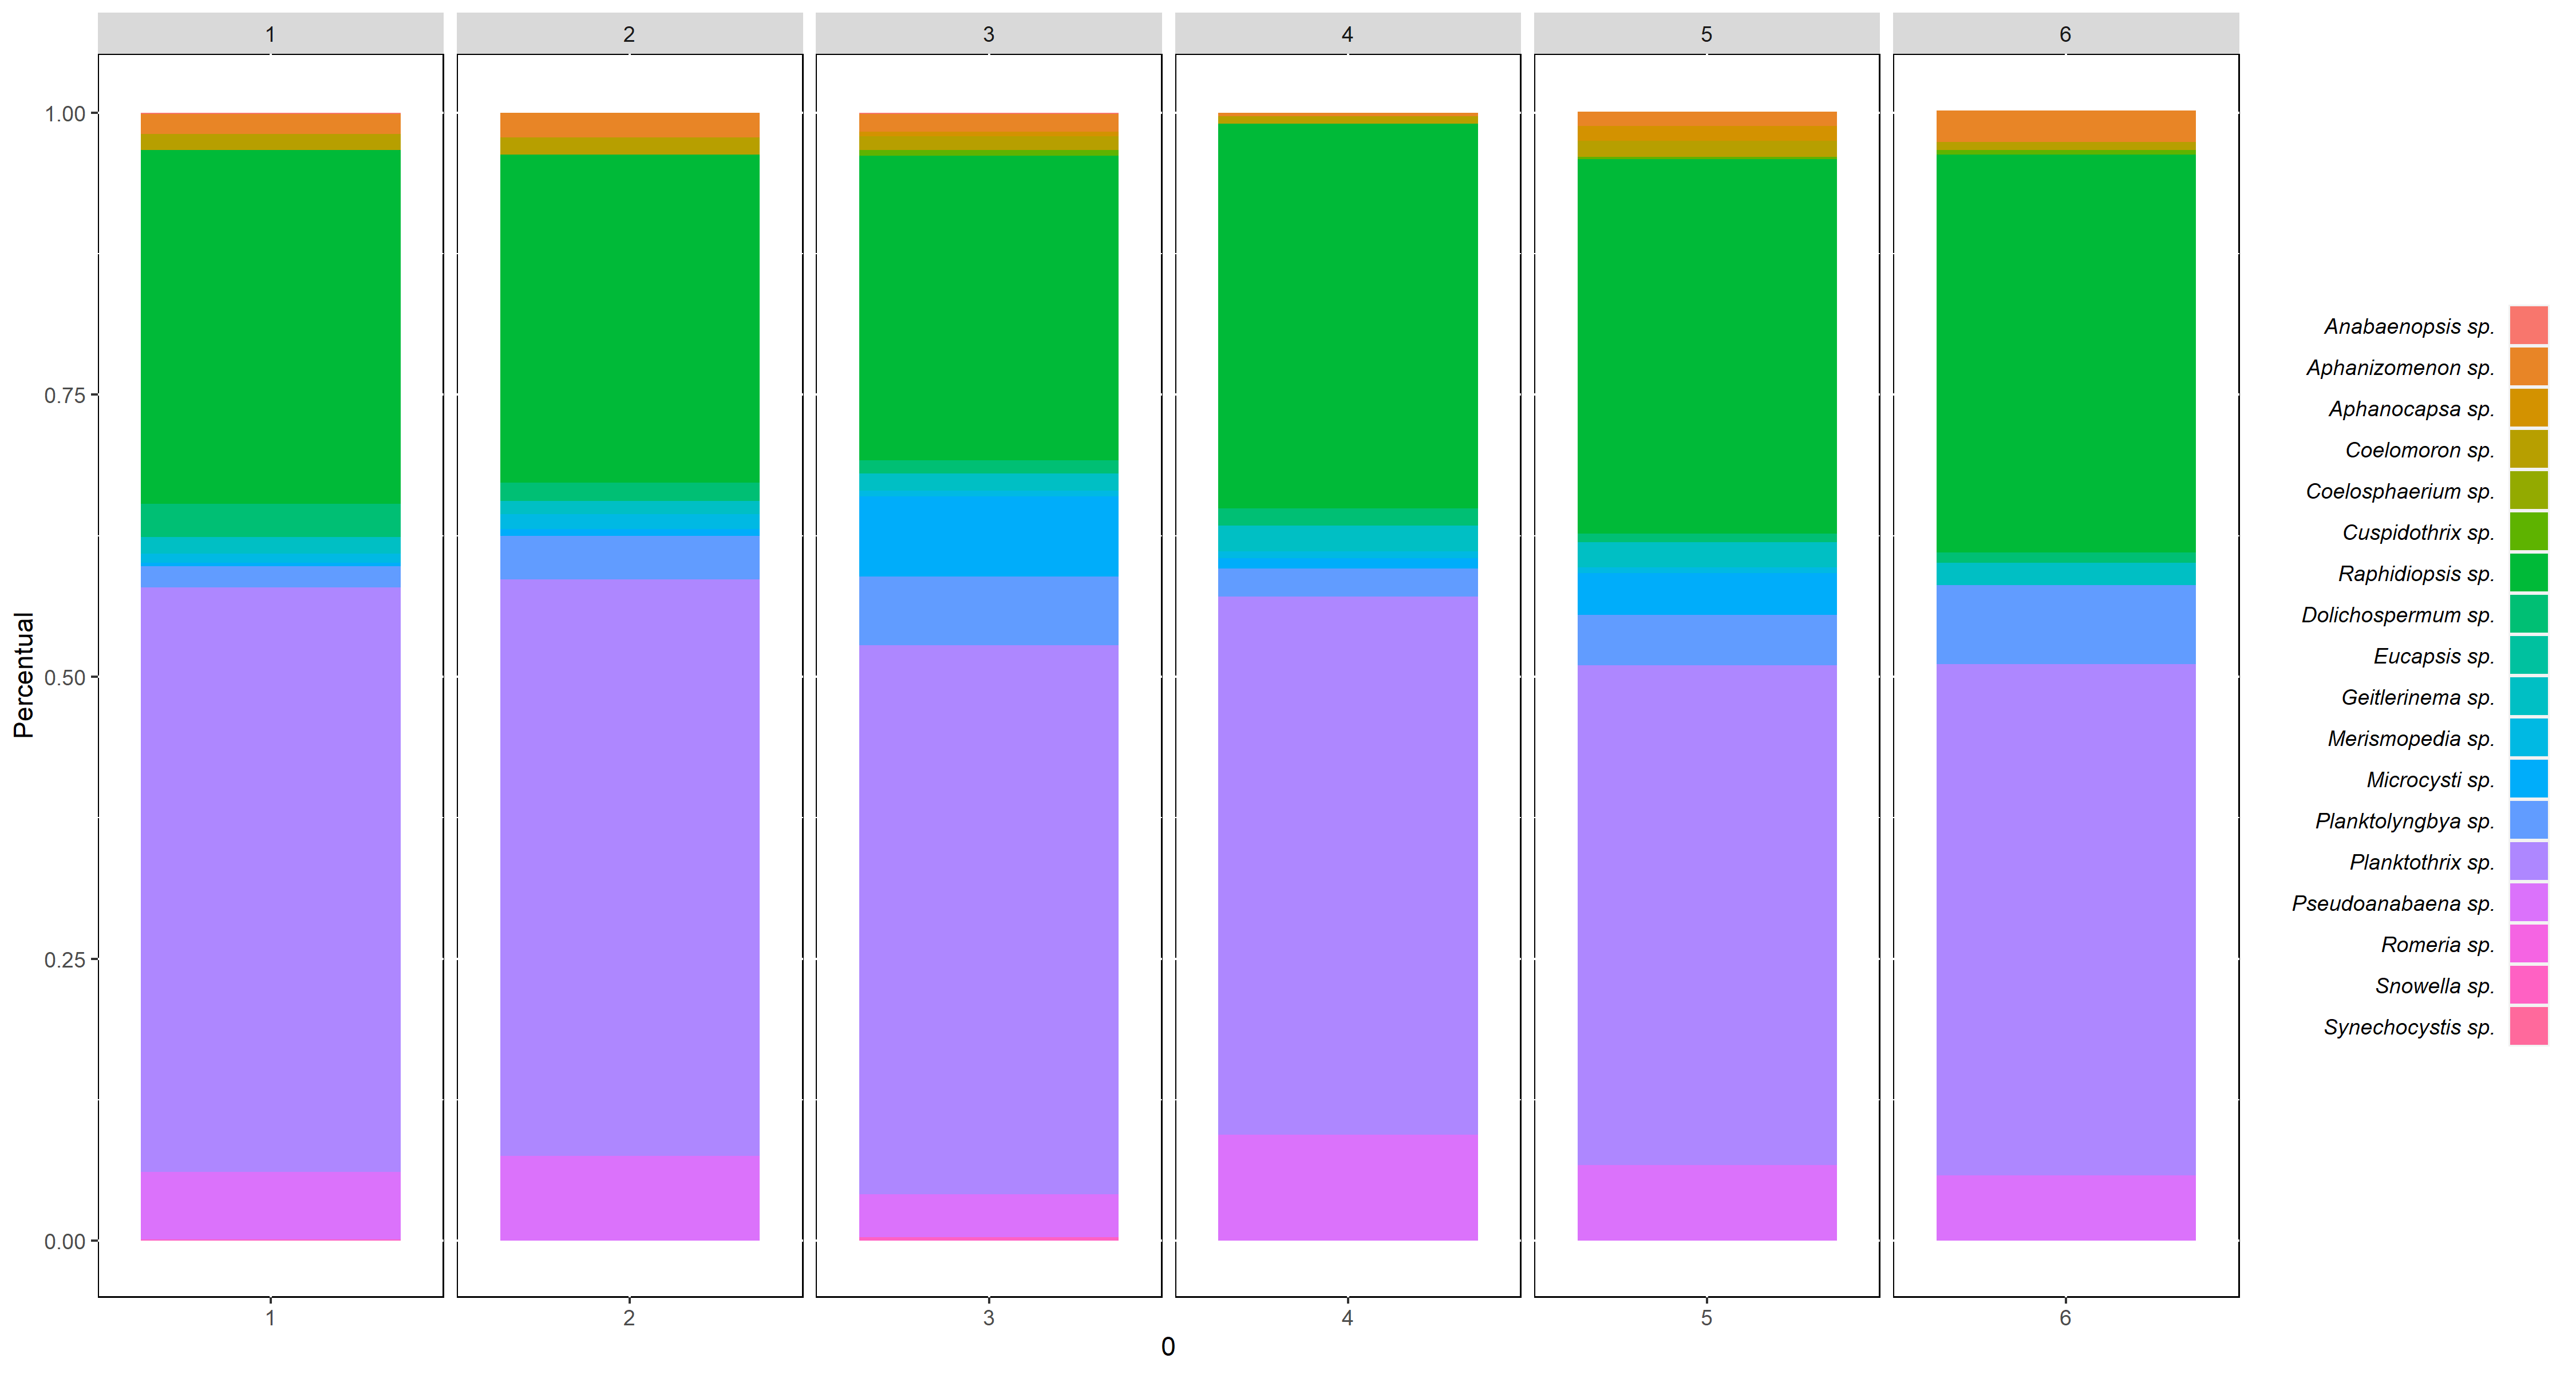 1 2 3 4 5 6
1.00
0.75
0.50
0.25
0.00
Percentual
1 2 3 4 5 6
0
Anabaenopsis sp.
Aphanizomenon sp.
Aphanocapsa sp.
Coelomoron sp.
Coelosphaerium sp.
Cuspidothrix sp.
Raphidiopsis sp.
Dolichospermum sp.
Eucapsis sp.
Geitlerinema sp.
Merismopedia sp.
Microcysti sp.
Planktolyngbya sp.
Planktothrix sp.
Pseudoanabaena sp.
Romeria sp.
Snowella sp.
Synechocystis sp.